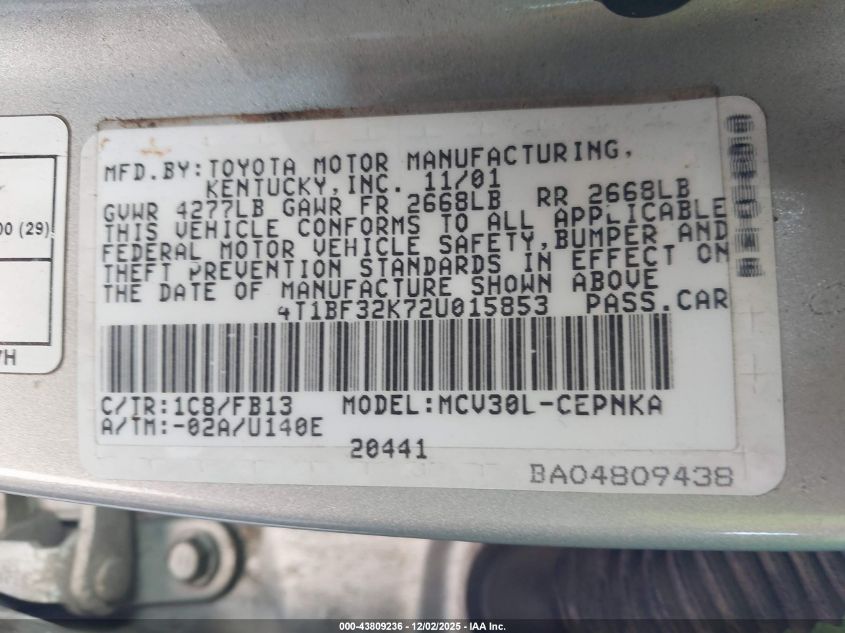 MFD.BY:TOYOTA MOTOR MANUFACTURING,
KENTUCKY,INC. 11/01
GVWR 4277LB GAWR FR 2668LB RR 2668LB
THIS VEHICLE CONFORMS TO ALL APPLICABLE
FEDERAL MOTOR VEHICLE SAFETY,BUMPER AND
THEFT PREVENTION STANDARDS IN EFFECT ON
THE DATE OF MANUFACTURE SHOWN ABOVE
4T1BF32K72U015853 PASS.CAR
C/TR:1C8/FB13 MODEL:MCV30L-CEPNKA
A/TM:-02A/U140E
20441
BA04809438
00 (29)
000-43809236 - 12/02/2025 - IAA Inc.